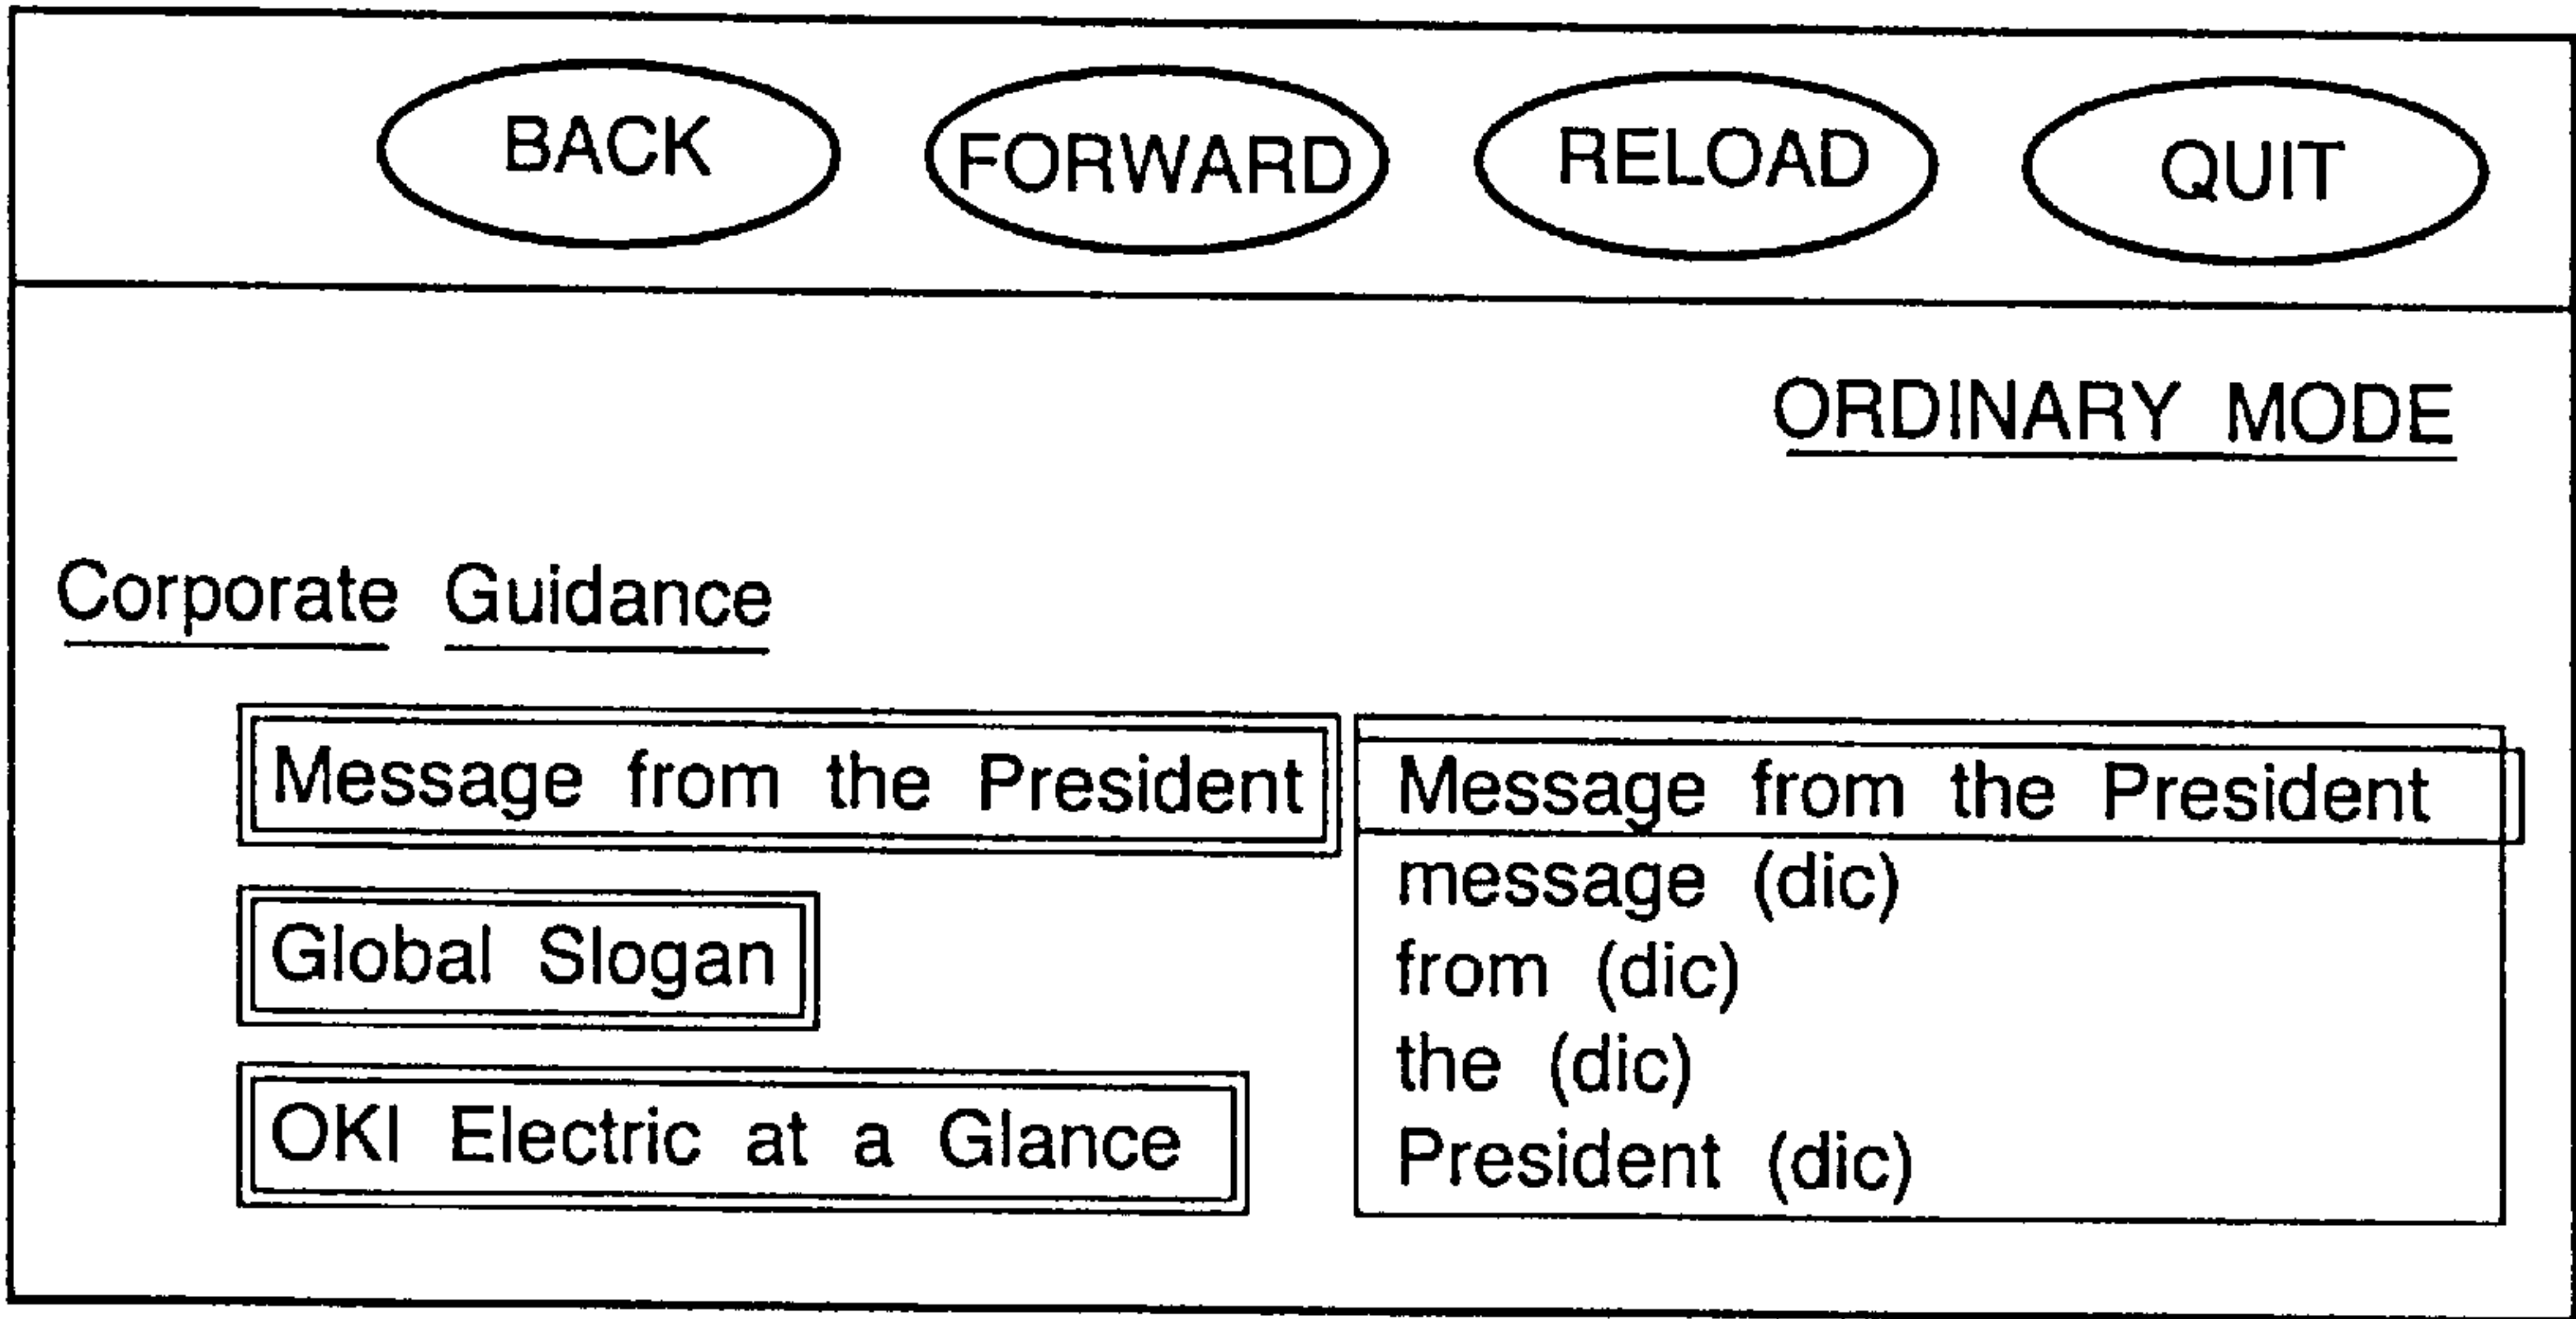 BACK FORWARD RELOAD QUIT
ORDINARY MODE
Corporate Guidance
Message from the President
Global Slogan
OKI Electric at a Glance
Message from the President
message (dic)
from (dic)
the (dic)
President (dic)